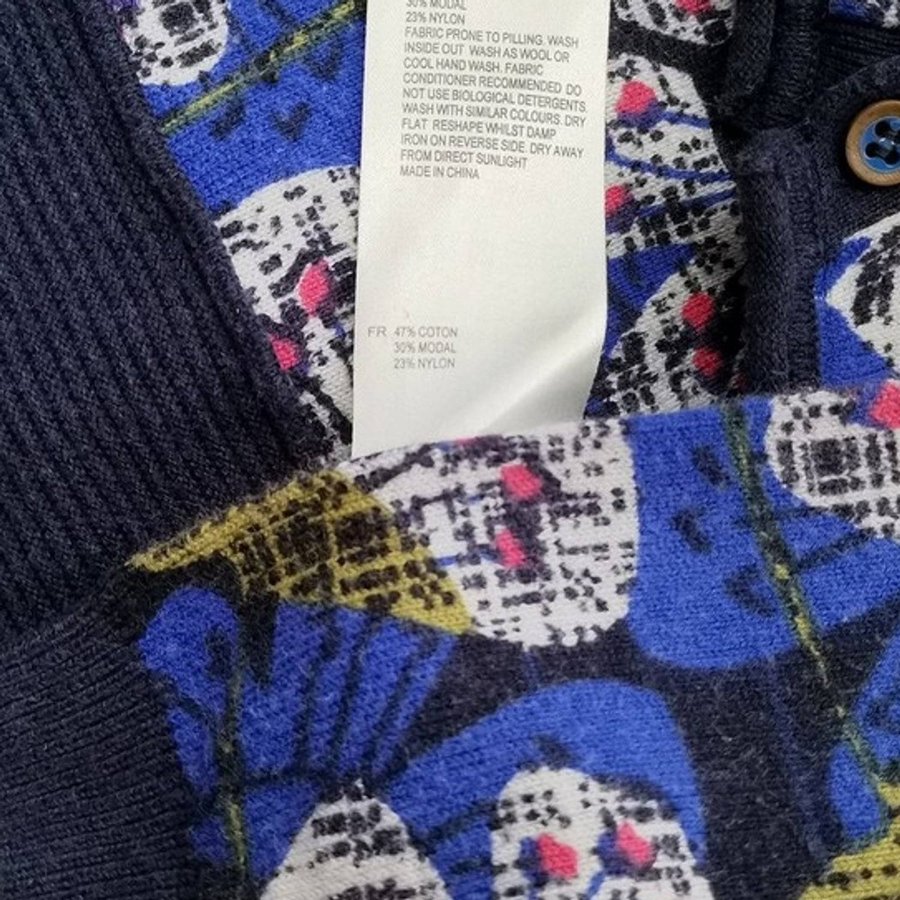 30% MODAL
23% NYLON
FABRIC PRONE TO PILLING. WASH
INSIDE OUT WASH AS WOOL OR
COOL HAND WASH. FABRIC
CONDITIONER RECOMMENDED DO
NOT USE BIOLOGICAL DETERGENTS
WASH WITH SIMILAR COLOURS. DRY
FLAT RESHAPE WHILST DAMP
IRON ON REVERSE SIDE. DRY AWAY
FROM DIRECT SUNLIGHT
MADE IN CHINA
FR 47% COTON
30% MODAL
23% NYLON